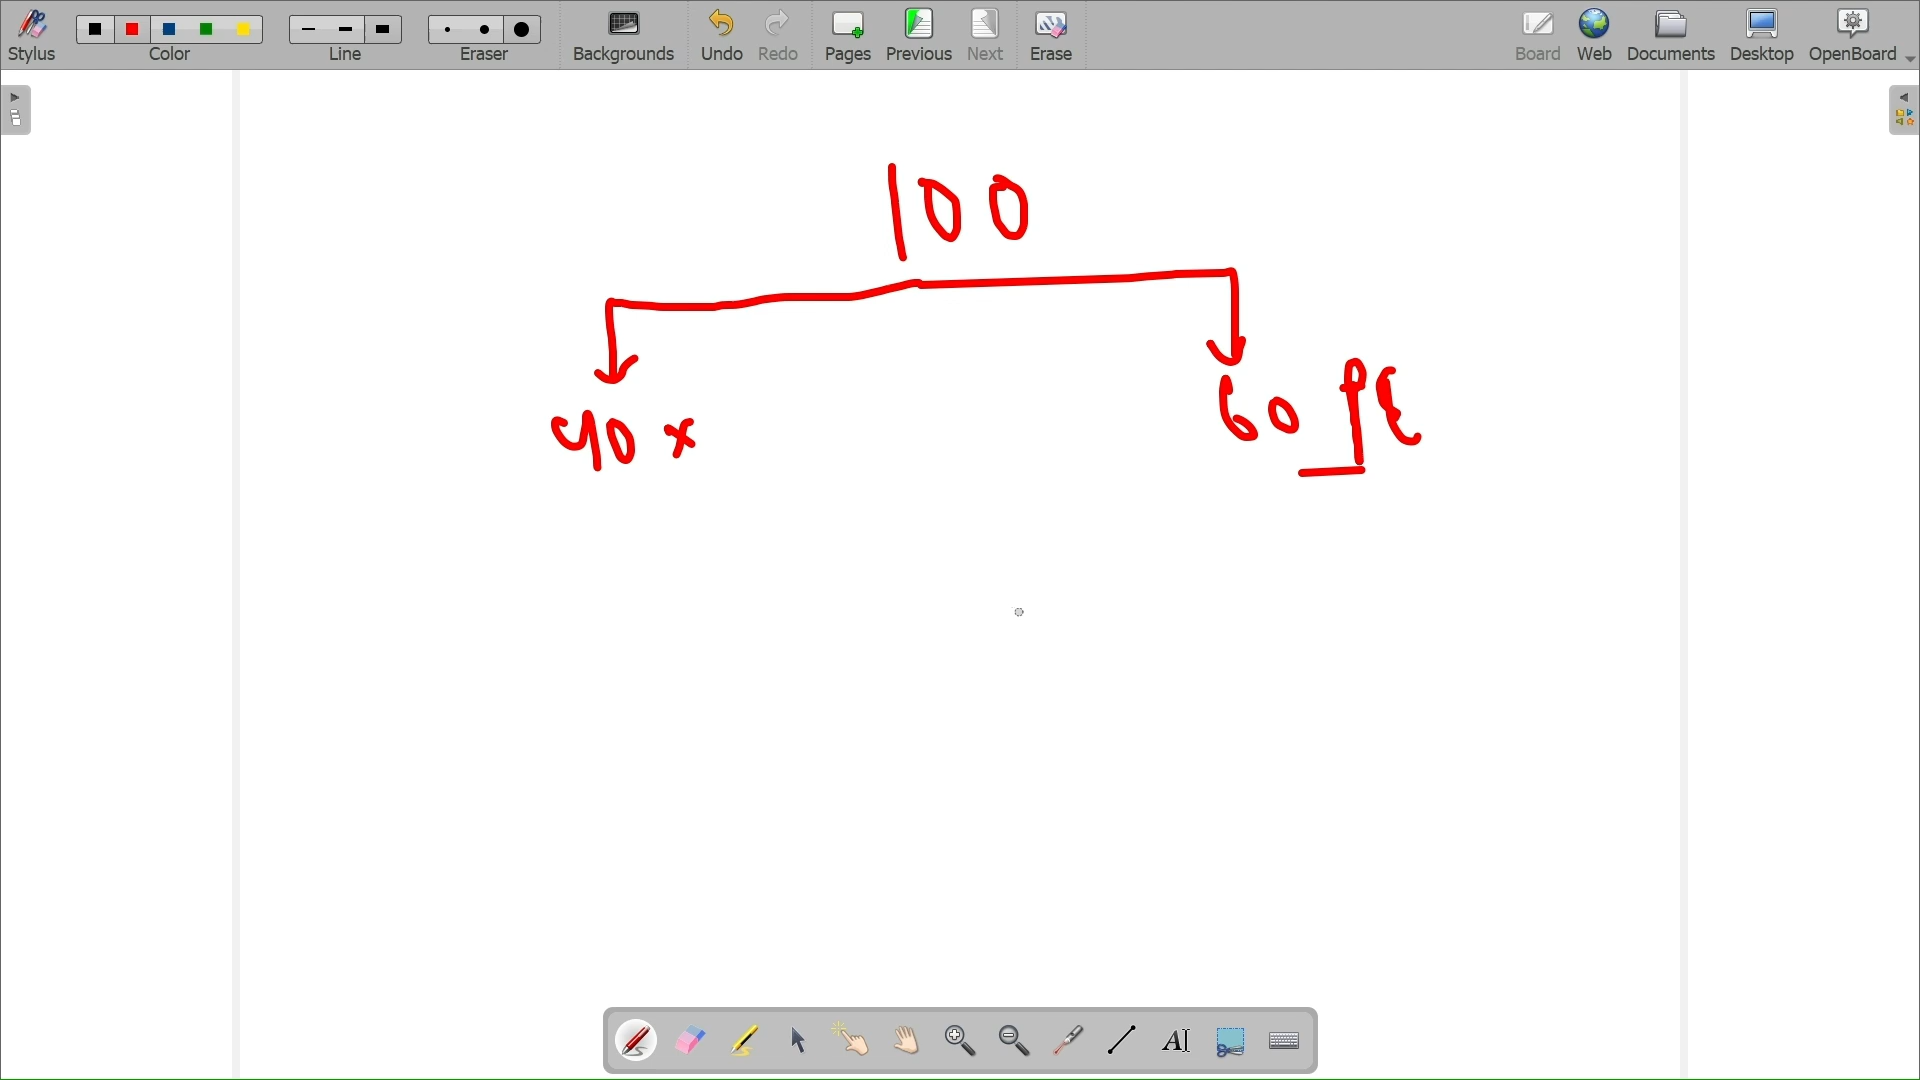 Stylus
Color
Line
Eraser
Backgrounds
Undo
Redo
Pages
Previous
Next
Erase
Board
Web
Documents
Desktop
OpenBoard
100
40 x
60
AI